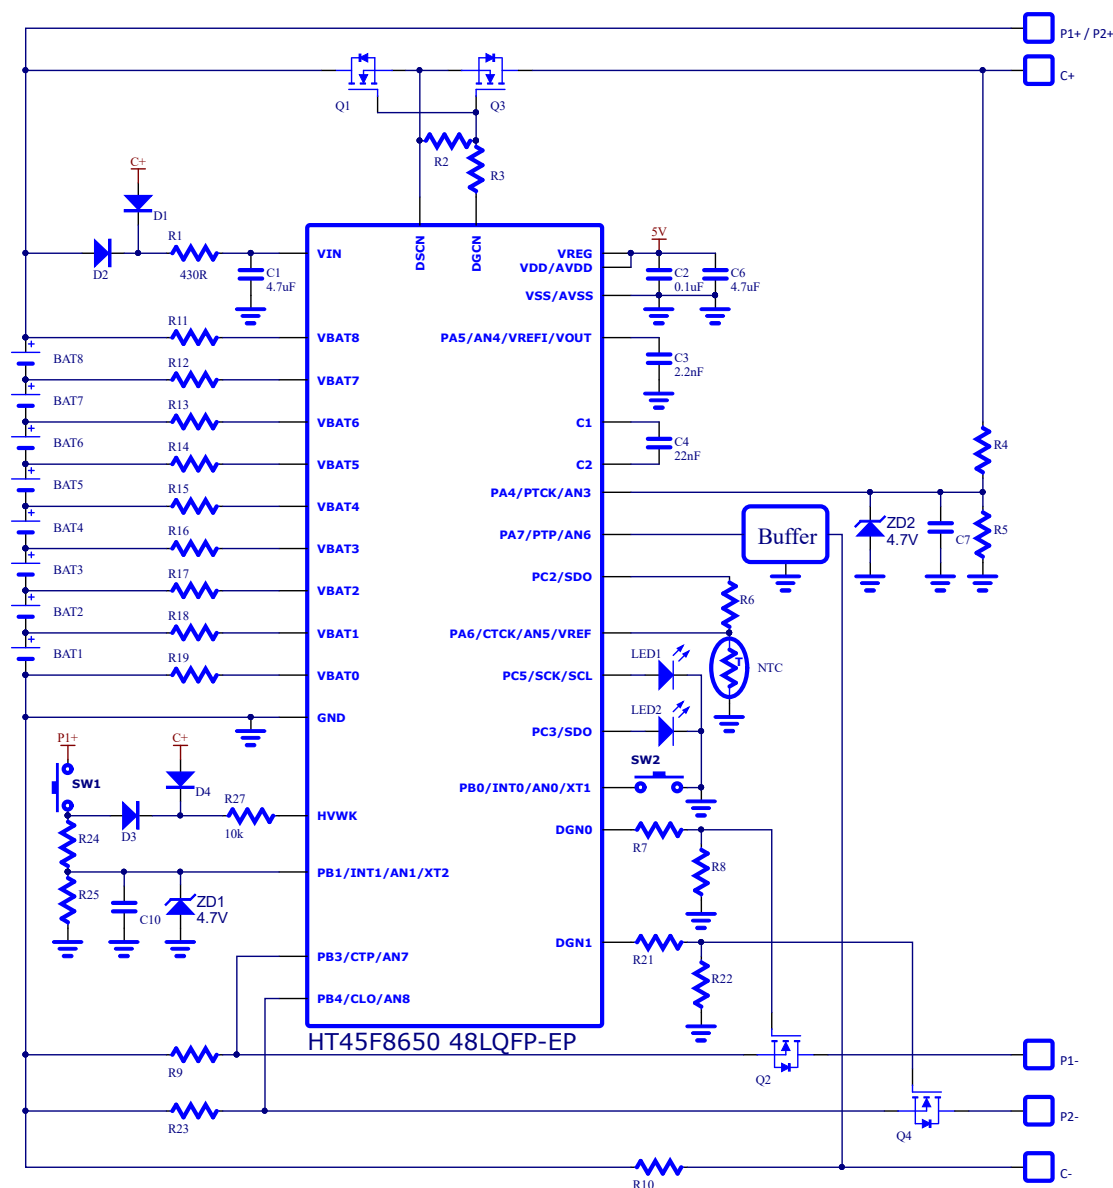 P1+ / P2+
C+
Q1
Q3
R2
R3
C+
D1
D2
R1
430R
C1
4.7uF
VIN
DSCN
DGCN
VREG
VDD/AVDD
VSS/AVSS
5V
C2
0.1uF
C6
4.7uF
R11
VBAT8
PA5/AN4/VREFI/VOUT
C3
2.2nF
BAT8
R12
VBAT7
BAT7
R13
VBAT6
C1
BAT6
C4
22nF
R4
R14
VBAT5
C2
BAT5
R15
VBAT4
PA4/PTCK/AN3
BAT4
ZD2
4.7V
C7
R5
R16
VBAT3
PA7/PTP/AN6
Buffer
BAT3
R17
VBAT2
PC2/SDO
R6
BAT2
R18
VBAT1
PA6/CTCK/AN5/VREF
BAT1
R19
VBAT0
LED1
PC5/SCK/SCL
T
NTC
GND
LED2
PC3/SDO
P1+
C+
SW1
D4
SW2
PB0/INT0/AN0/XT1
R27
10k
HVWK
D3
R24
DGN0
R7
R8
PB1/INT1/AN1/XT2
R25
C10
ZD1
4.7V
DGN1
R21
R22
PB3/CTP/AN7
PB4/CLO/AN8
HT45F8650 48LQFP-EP
R9
Q2
P1-
R23
Q4
P2-
R10
C-